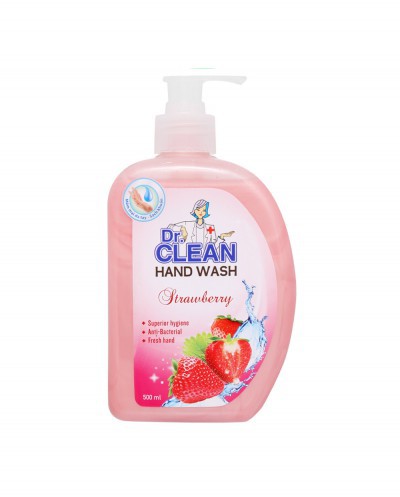 Dr.
CLEAN
HAND WASH
Strawberry
• Superior hygiene
• Anti-Bacterial
• Fresh hand
500 ml